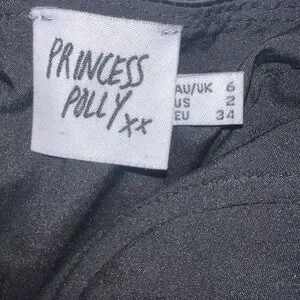 PRINCESS
POLLY xx
AU/UK 6
US 2
EU 34